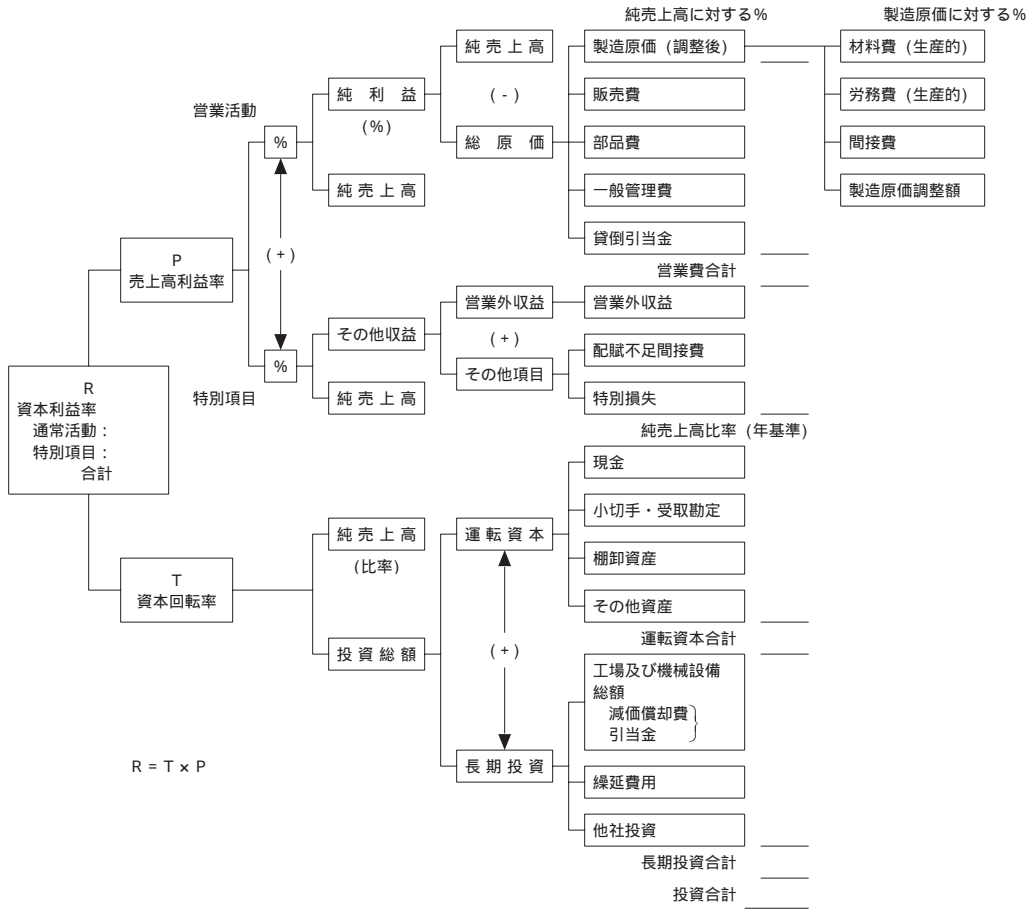 純売上高に対する%
製造原価に対する%
純売上高
製造原価 (調整後)
材料費 (生産的)
営業活動
純利益
(%)
(-)
販売費
労務費 (生産的)
%
総原価
部品費
間接費
純売上高
一般管理費
製造原価調整額
P
売上高利益率
(+)
貸倒引当金
営業費合計
営業外収益
営業外収益
その他収益
(+)
配賦不足間接費
%
その他項目
特別項目
純売上高
特別損失
R
資本利益率
通常活動:
特別項目:
合計
純売上高比率 (年基準)
現金
小切手・受取勘定
純売上高
(比率)
運転資本
棚卸資産
T
資本回転率
その他資産
運転資本合計
投資総額
(+)
工場及び機械設備
総額
減価償却費
引当金
R = T × P
長期投資
繰延費用
他社投資
長期投資合計
投資合計